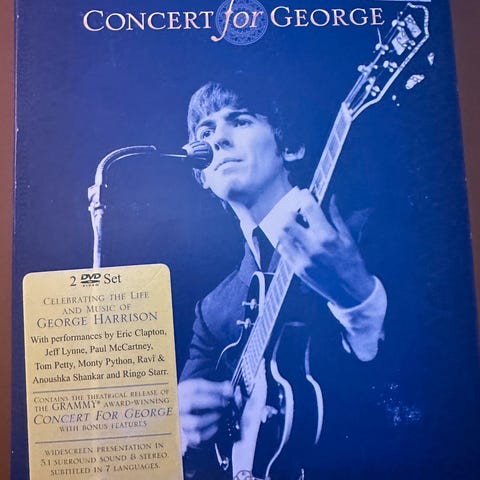 CONCERT for GEORGE
2 DVD VIDEO Set
CELEBRATING THE LIFE
AND MUSIC OF
GEORGE HARRISON
With performances by Eric Clapton,
Jeff Lynne, Paul McCartney,
Tom Petty, Monty Python, Ravi &
Anoushka Shankar and Ringo Starr.
CONTAINS THE THEATRICAL RELEASE OF
THE GRAMMY® AWARD-WINNING
CONCERT FOR GEORGE
WITH BONUS FEATURES
WIDESCREEN PRESENTATION IN
5.1 SURROUND SOUND & STEREO.
SUBTITLED IN 7 LANGUAGES.